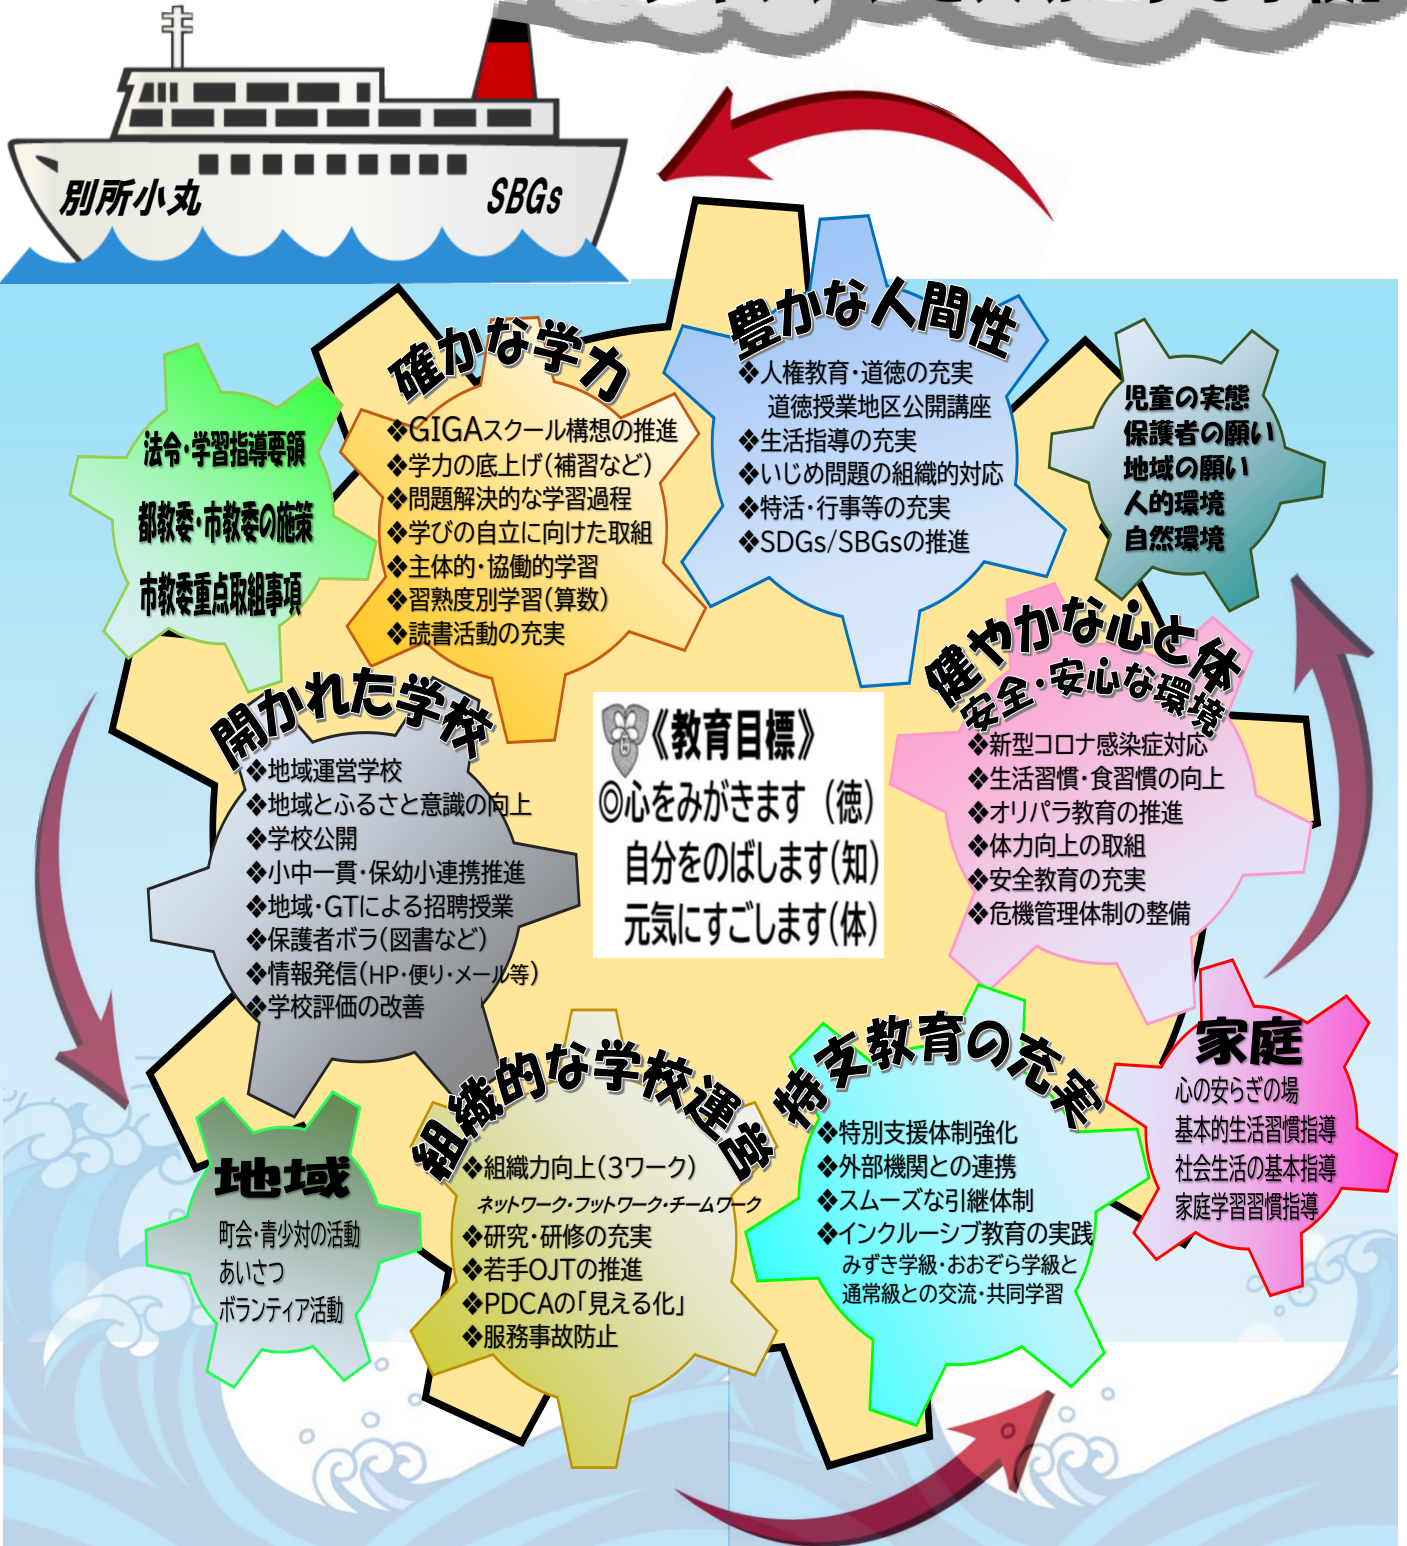 別所小丸
SBGs
確かな学力
❖GIGAスクール構想の推進
❖学力の底上げ(補習など)
❖問題解決的な学習過程
❖学びの自立に向けた取組
❖主体的・協働的学習
❖習熟度別学習(算数)
❖読書活動の充実
豊かな人間性
❖人権教育・道徳の充実
道徳授業地区公開講座
❖生活指導の充実
❖いじめ問題の組織的対応
❖特活・行事等の充実
❖SDGs/SBGsの推進
児童の実態
保護者の願い
地域の願い
人的環境
自然環境
法令・学習指導要領
都教委・市教委の施策
市教委重点取組事項
開かれた学校
❖地域運営学校
❖地域とふるさと意識の向上
❖学校公開
❖小中一貫・保幼小連携推進
❖地域・GTによる招聘授業
❖保護者ボラ(図書など)
❖情報発信(HP・便り・メール等)
❖学校評価の改善
《教育目標》
◎心をみがきます (徳)
自分をのばします(知)
元気にすごします(体)
健やかな心と体
安全・安心な環境
❖新型コロナ感染症対応
❖生活習慣・食習慣の向上
❖オリパラ教育の推進
❖体力向上の取組
❖安全教育の充実
❖危機管理体制の整備
家庭
心の安らぎの場
基本的生活習慣指導
社会生活の基本指導
家庭学習習慣指導
特支教育の充実
❖特別支援体制強化
❖外部機関との連携
❖スムーズな引継体制
❖インクルーシブ教育の実践
みずき学級・おおぞら学級と
通常級との交流・共同学習
組織的な学校運営
❖組織力向上(3ワーク)
ネットワーク・フットワーク・チームワーク
❖研究・研修の充実
❖若手OJTの推進
❖PDCAの「見える化」
❖服務事故防止
地域
町会・青少対の活動
あいさつ
ボランティア活動